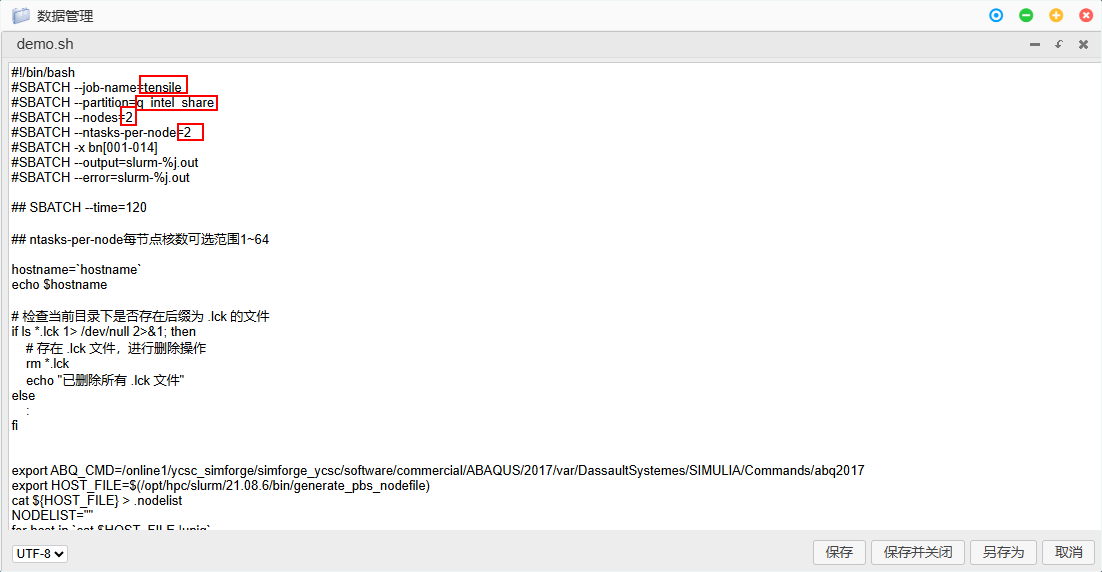 数据管理
demo.sh
#!/bin/bash
#SBATCH --job-name=tensile
#SBATCH --partition=q_intel_share
#SBATCH --nodes=2
#SBATCH --ntasks-per-node=2
#SBATCH -x bn[001-014]
#SBATCH --output=slurm-%j.out
#SBATCH --error=slurm-%j.out
## SBATCH --time=120
## ntasks-per-node每节点核数可选范围1~64
hostname=`hostname`
echo $hostname
# 检查当前目录下是否存在后缀为 .lck 的文件
if ls *.lck 1> /dev/null 2>&1; then
# 存在 .lck 文件，进行删除操作
rm *.lck
echo "已删除所有 .lck 文件"
else
:
fi
export ABQ_CMD=/online1/ycsc_simforge/simforge_ycsc/software/commercial/ABAQUS/2017/var/DassaultSystemes/SIMULIA/Commands/abq2017
export HOST_FILE=$(/opt/hpc/slurm/21.08.6/bin/generate_pbs_nodefile)
cat ${HOST_FILE} > .nodelist
NODELIST=""
for host in `cat $HOST_FILE |uniq`
UTF-8
保存
保存并关闭
另存为
取消